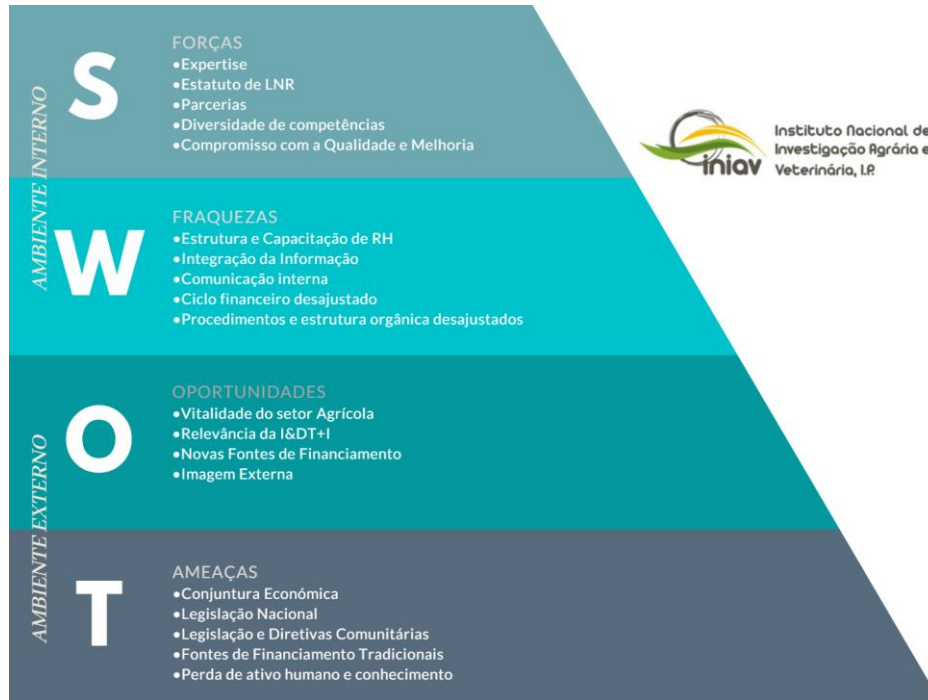 AMBIENTE INTERNO
S
FORÇAS
•Expertise
•Estatuto de LNR
•Parcerias
•Diversidade de competências
•Compromisso com a Qualidade e Melhoria
iniav
Instituto Nacional de
Investigação Agrária e
Veterinária, I.P.
W
FRAQUEZAS
•Estrutura e Capacitação de RH
•Integração da Informação
•Comunicação interna
•Ciclo financeiro desajustado
•Procedimentos e estrutura orgânica desajustados
AMBIENTE EXTERNO
O
OPORTUNIDADES
•Vitalidade do setor Agrícola
•Relevância da I&DT+I
•Novas Fontes de Financiamento
•Imagem Externa
T
AMEAÇAS
•Conjuntura Económica
•Legislação Nacional
•Legislação e Diretivas Comunitárias
•Fontes de Financiamento Tradicionais
•Perda de ativo humano e conhecimento